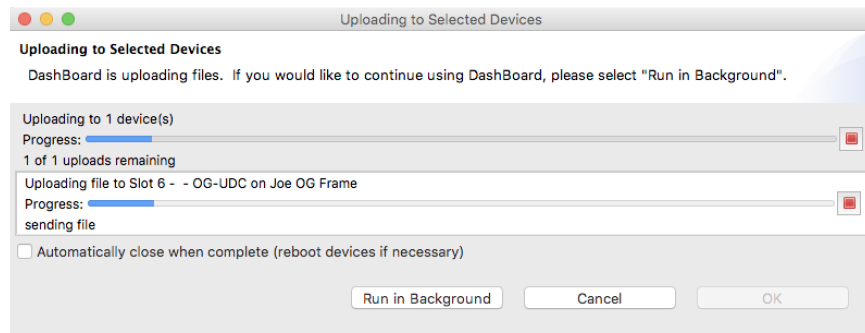 Uploading to Selected Devices
Uploading to Selected Devices
DashBoard is uploading files. If you would like to continue using DashBoard, please select "Run in Background".
Uploading to 1 device(s)
Progress:
1 of 1 uploads remaining
Uploading file to Slot 6 - - OG-UDC on Joe OG Frame
Progress:
sending file
Automatically close when complete (reboot devices if necessary)
Run in Background Cancel OK